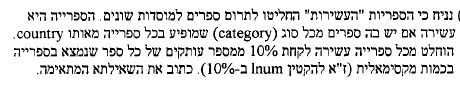 ) נניח כי הספריות "העשירות" החליטו לתרום ספרים למוסדות שונים. הספרייה היא
עשירה אם יש בה ספרים מכל סוג (category) שמופיע בכל ספרייה מאותו country.
הוחלט מכל ספרייה עשירה לקחת 10% ממספר עותקים של כל ספר שנמצא בספרייה
בכמות מקסימאלית (ז"א להקטין lnum ב-10%). כתוב את השאילתא המתאימה.